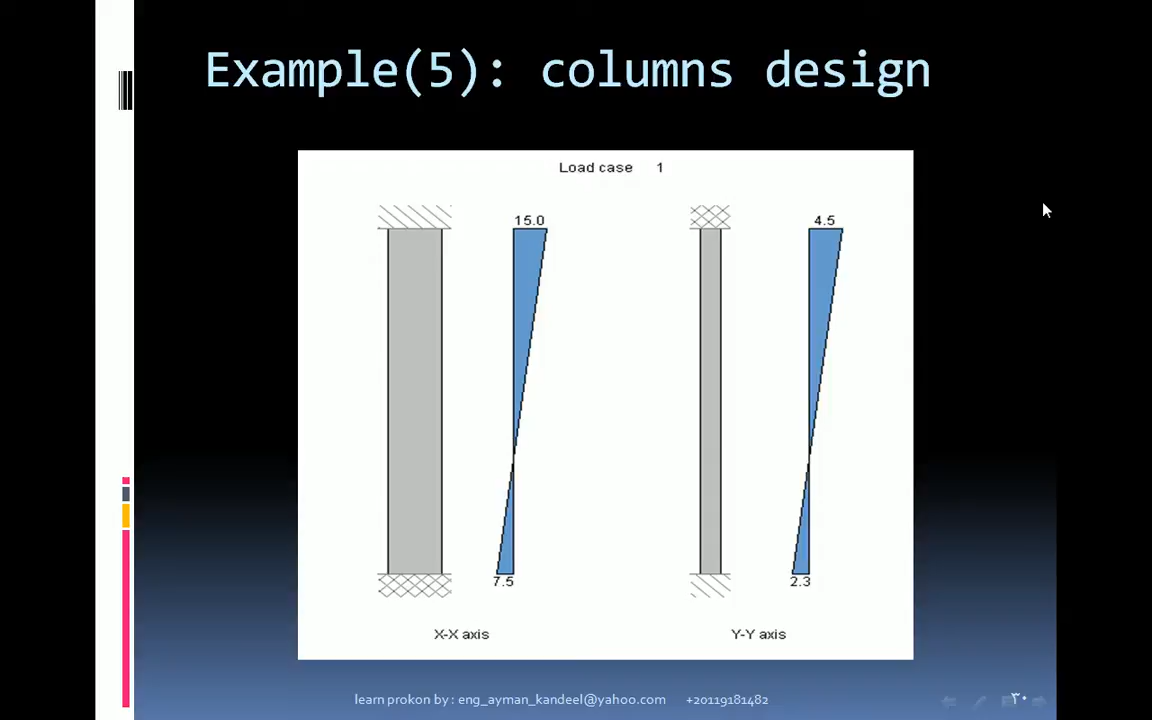 Example(5): columns design
Load case 1
15.0 4.5
7.5 2.3
X-X axis Y-Y axis
learn prokon by : eng_ayman_kandeel@yahoo.com +20119181482 ٣٠